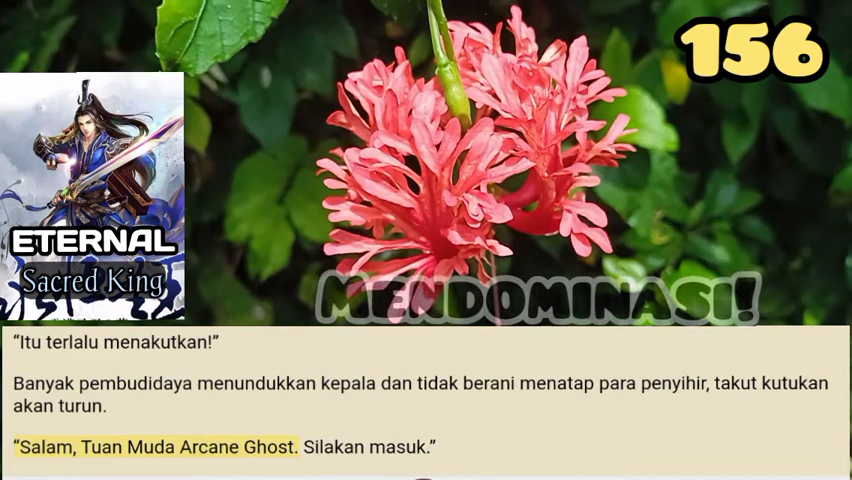 156
ETERNAL
Sacred King
MENDOMINASI!
“Itu terlalu menakutkan!”
Banyak pembudidaya menundukkan kepala dan tidak berani menatap para penyihir, takut kutukan
akan turun.
“Salam, Tuan Muda Arcane Ghost. Silakan masuk.”